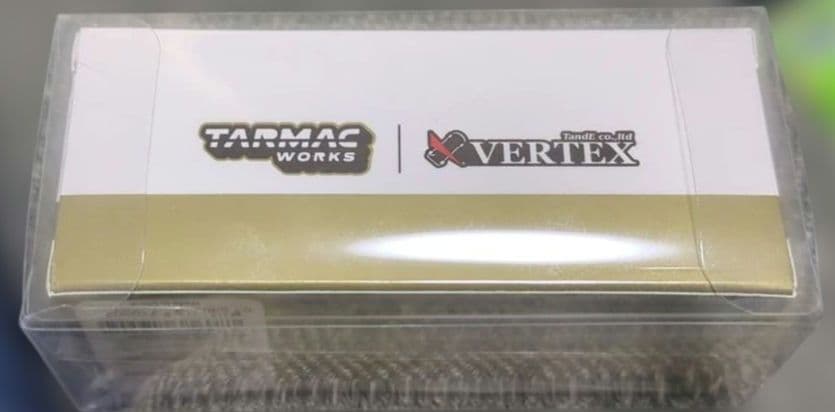 TARMAC
WORKS
TandE co.,ltd
VERTEX